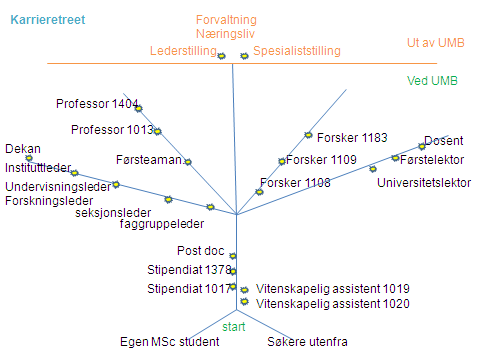 Karrieretreet
Forvaltning
Næringsliv
Lederstilling
Spesialiststilling
Ut av UMB
Ved UMB
Professor 1404
Professor 1013
Førsteaman..
Dekan
Instituttleder
Undervisningsleder
Forskningsleder
seksjonsleder
faggruppeleder
Forsker 1183
Forsker 1109
Forsker 1108
Dosent
Førstelektor
Universitetslektor
Post doc
Stipendiat 1378
Stipendiat 1017
Vitenskapelig assistent 1019
Vitenskapelig assistent 1020
start
Egen MSc student
Søkere utenfra